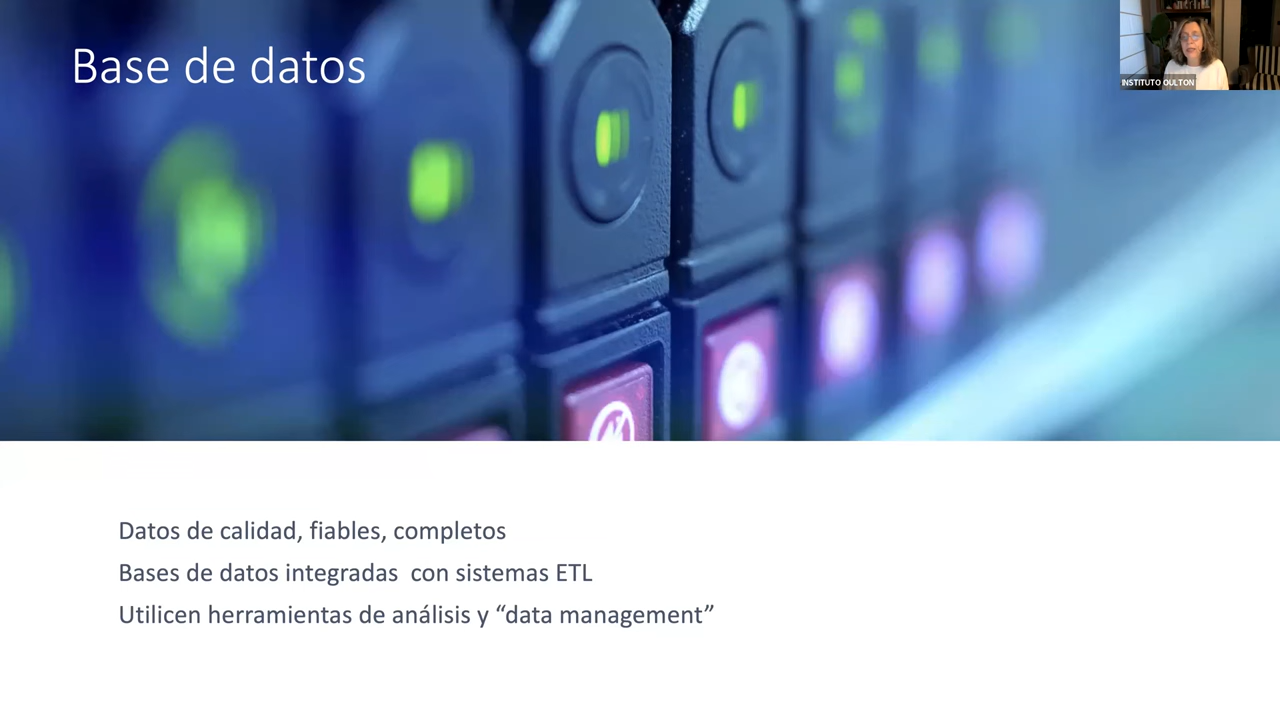 Base de datos
INSTITUTO OULTON
Datos de calidad, fiables, completos
Bases de datos integradas  con sistemas ETL
Utilicen herramientas de análisis y “data management”